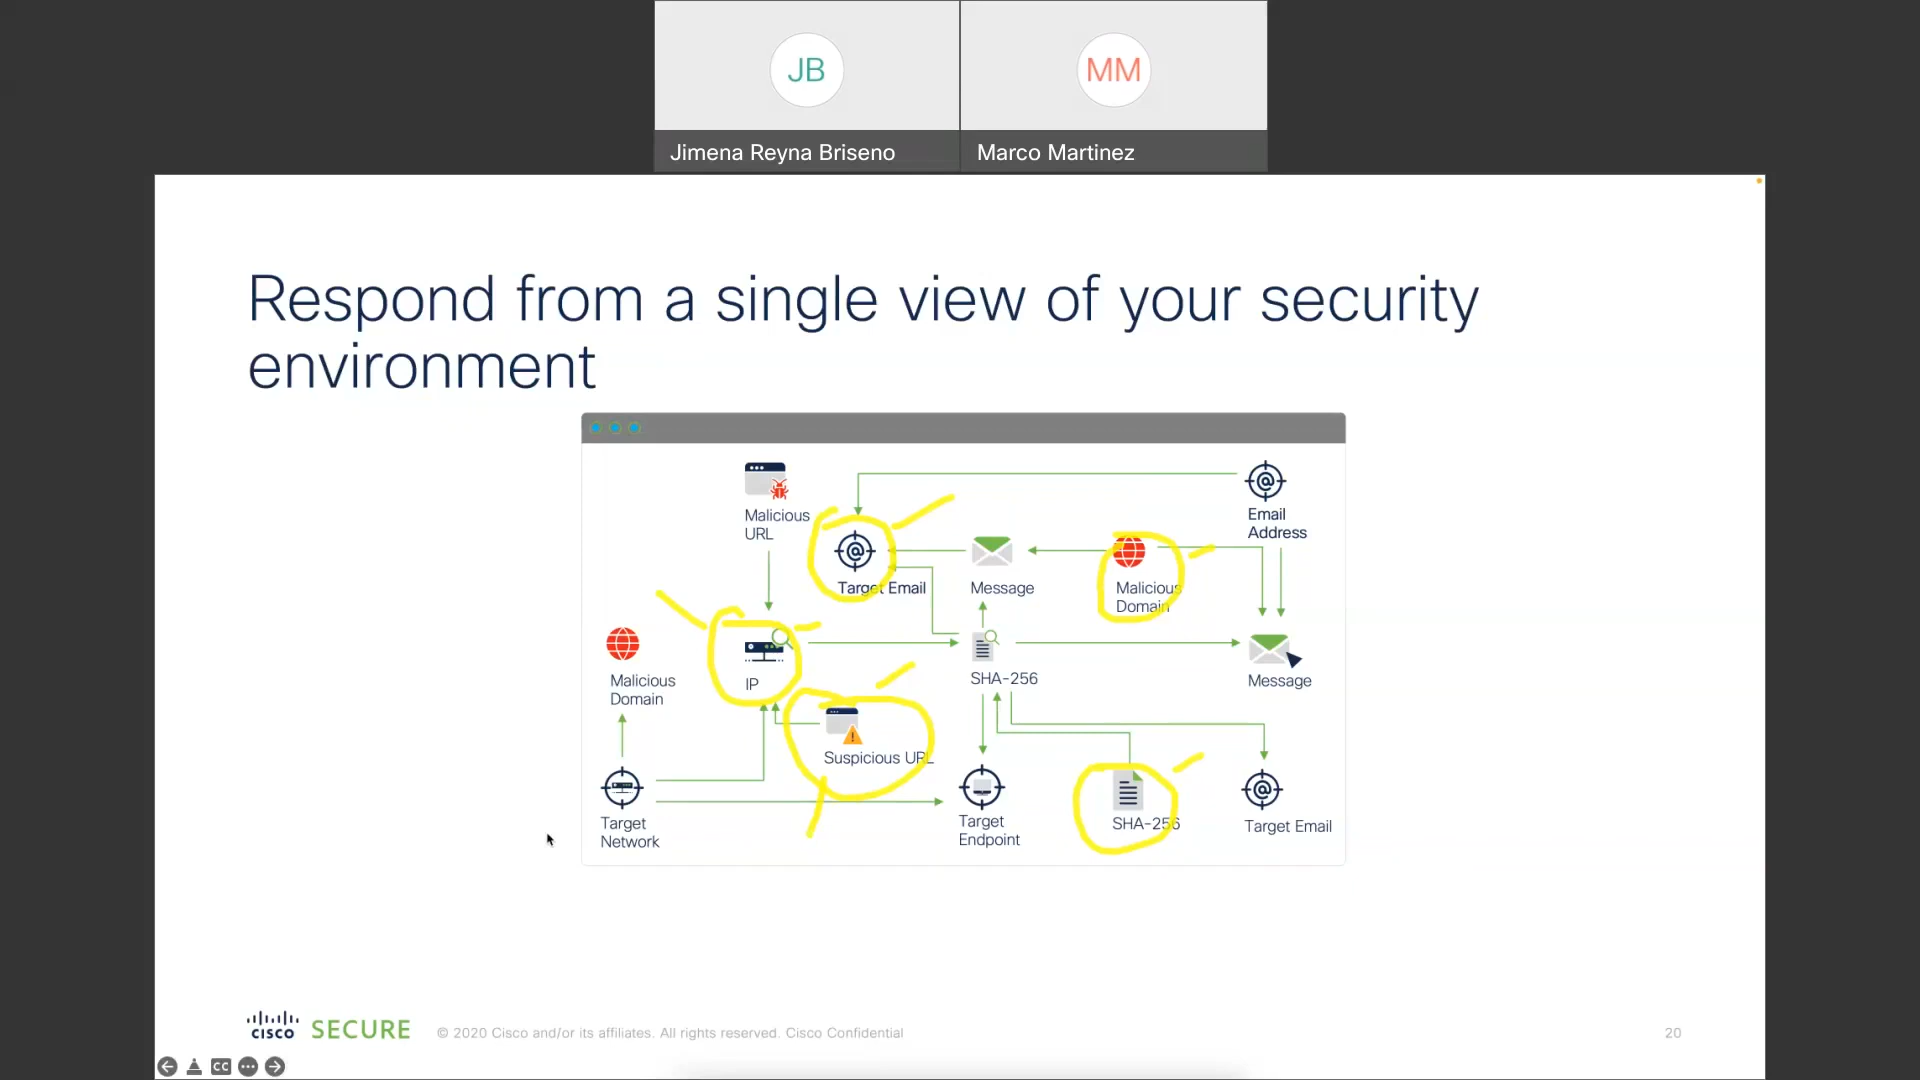 JB
MM
Jimena Reyna Briseno
Marco Martinez
Respond from a single view of your security
environment
Malicious
URL
Email
Address
Target Email
Message
Malicious
Domain
Malicious
Domain
IP
SHA-256
Message
Suspicious URL
Target
Network
Target
Endpoint
SHA-256
Target Email
CISCO SECURE
© 2020 Cisco and/or its affiliates. All rights reserved. Cisco Confidential
20
CC